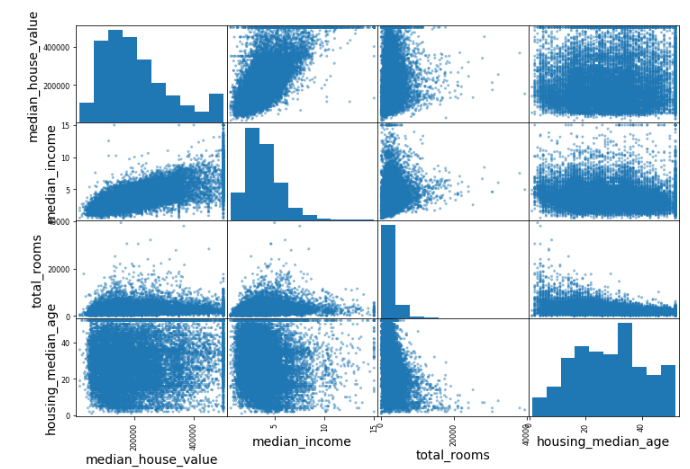 median_house_value
400000
200000
median_income
15
10
5
total_rooms
40000
20000
0
housing_median_age
40
20
0
200000
400000
median_house_value
5
10
15
median_income
0
20000
40000
total_rooms
0
20
40
housing_median_age